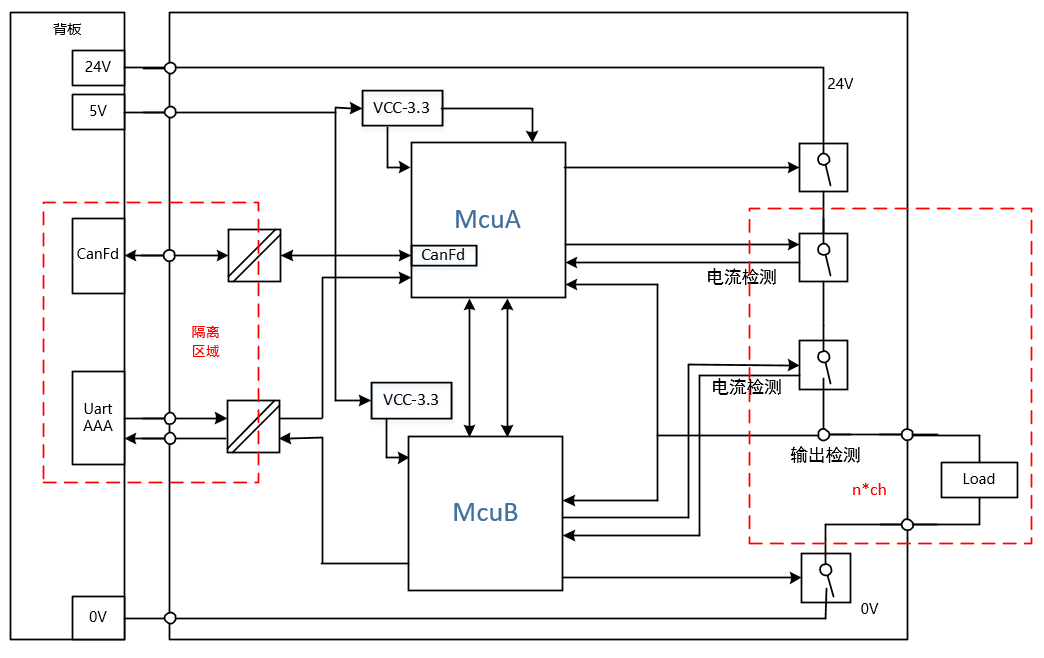 背板
24V
24V
5V
VCC-3.3
McuA
CanFd
CanFd
电流检测
隔离
区域
VCC-3.3
电流检测
Uart
AAA
输出检测
Load
n*ch
McuB
0V
0V